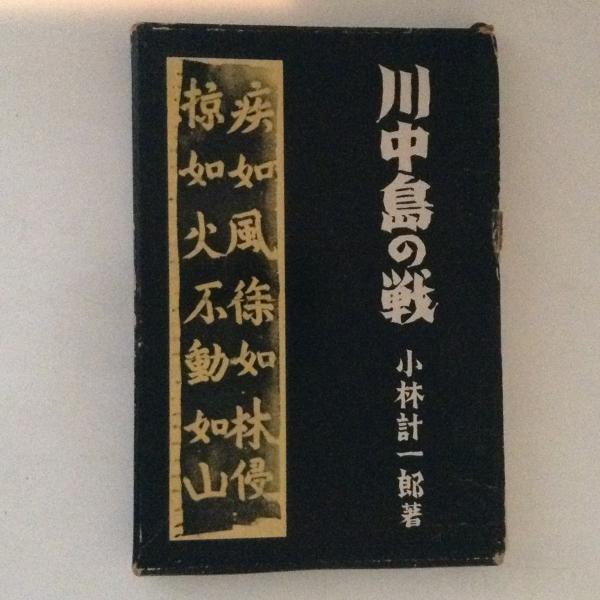 川中島の戦
小林計一郎著
疾如風徐如林侵
掠如火不動如山